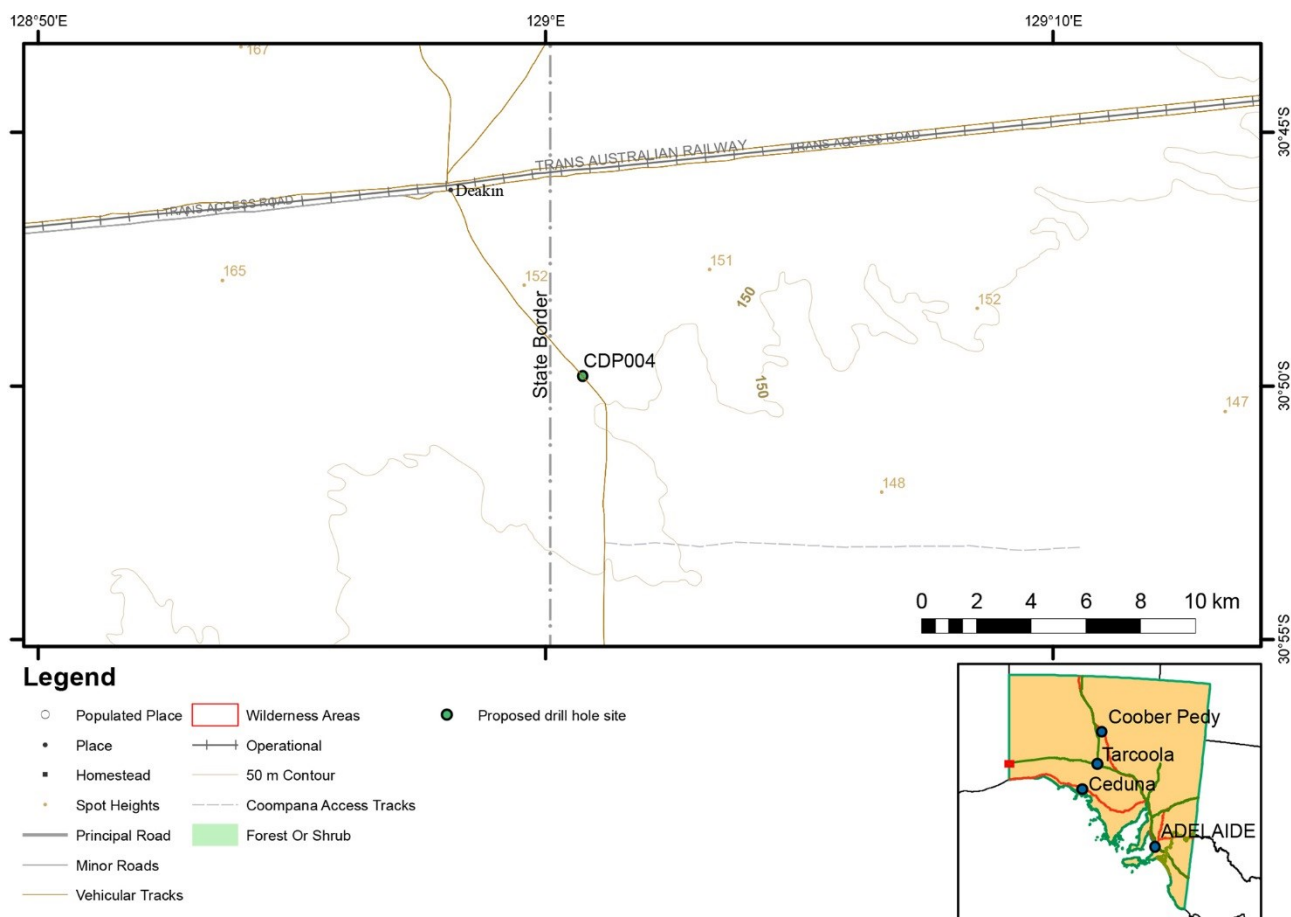 128°50'E
129°E
129°10'E
167
30°45'S
TRANS AUSTRALIAN RAILWAY
TRANS ACCESS ROAD
Deakin
TRANS ACCESS ROAD
165
152
151
150
152
State Border
CDP004
150
30°50'S
147
148
0 2 4 6 8 10 km
30°55'S
Legend
Populated Place
Place
Homestead
Spot Heights
Principal Road
Minor Roads
Vehicular Tracks
Wilderness Areas
Operational
50 m Contour
Coompana Access Tracks
Forest Or Shrub
Proposed drill hole site
Coober Pedy
Tarcoola
Ceduna
ADELAIDE